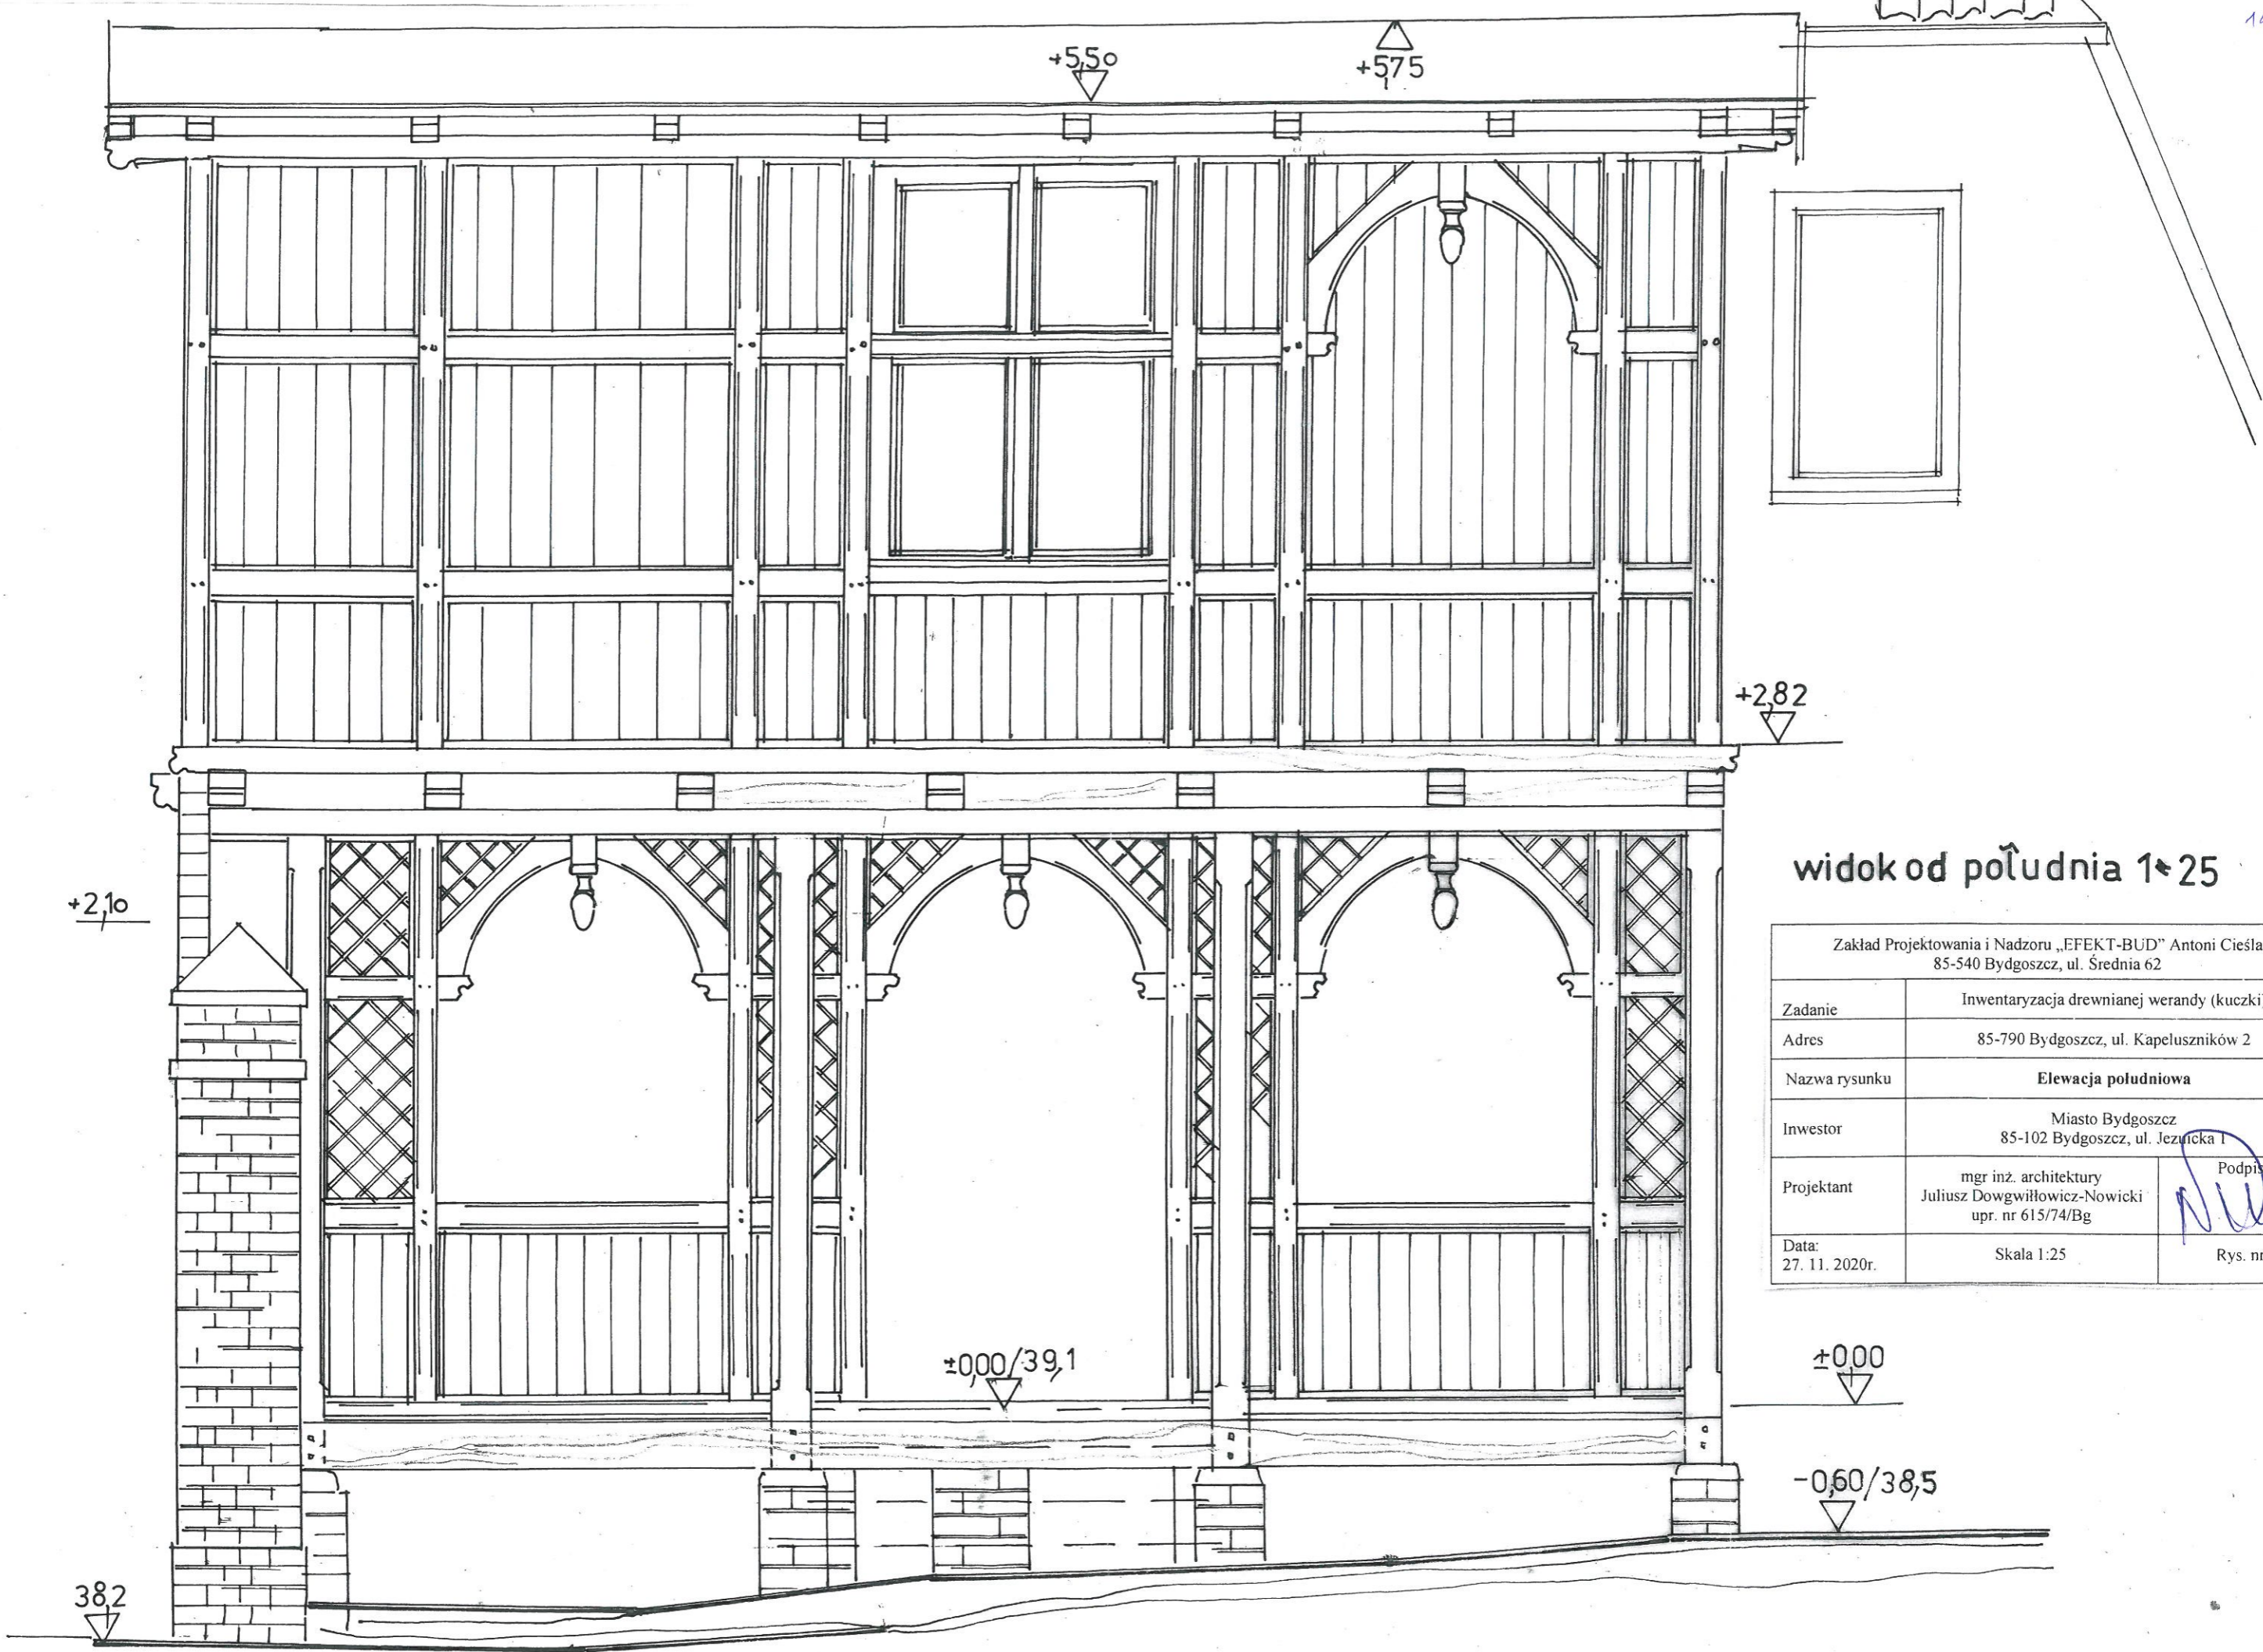 +5,50
+5,75
+2,82
+2,10
widok od południa 1:25
Zakład Projektowania i Nadzoru „EFEKT-BUD” Antoni Cieśla
85-540 Bydgoszcz, ul. Średnia 62
Zadanie
Inwentaryzacja drewnianej werandy (kuczki)
Adres
85-790 Bydgoszcz, ul. Kapeluszników 2
Nazwa rysunku
Elewacja południowa
Inwestor
Miasto Bydgoszcz
85-102 Bydgoszcz, ul. Jezuicka 1
Projektant
mgr inż. architektury
Juliusz Dowgwiłłowicz-Nowicki
upr. nr 615/74/Bg
Podpis
Data:
27. 11. 2020r.
Skala 1:25
Rys. nr
±0,00/39,1
±0,00
-0,60/38,5
38,2